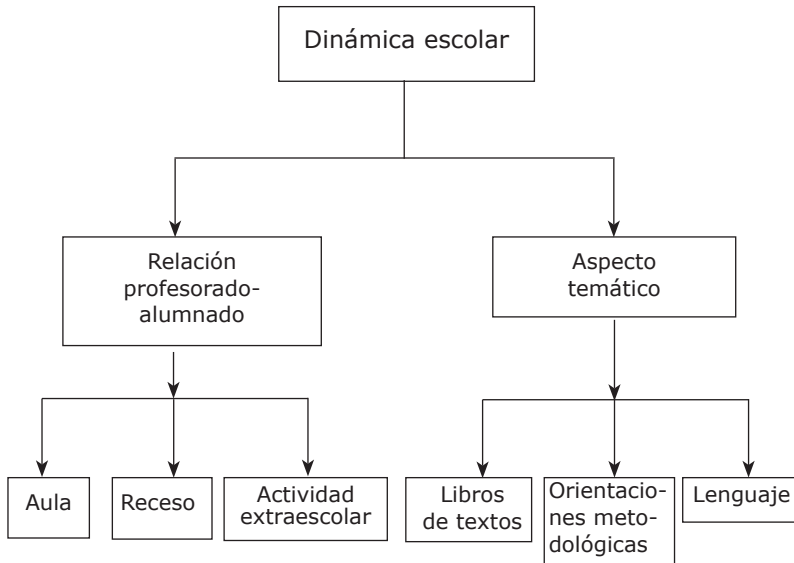 Dinámica escolar
Relación
profesorado-
alumnado
Aspecto
temático
Aula
Receso
Actividad
extraescolar
Libros
de textos
Orientacio-
nes meto-
dológicas
Lenguaje